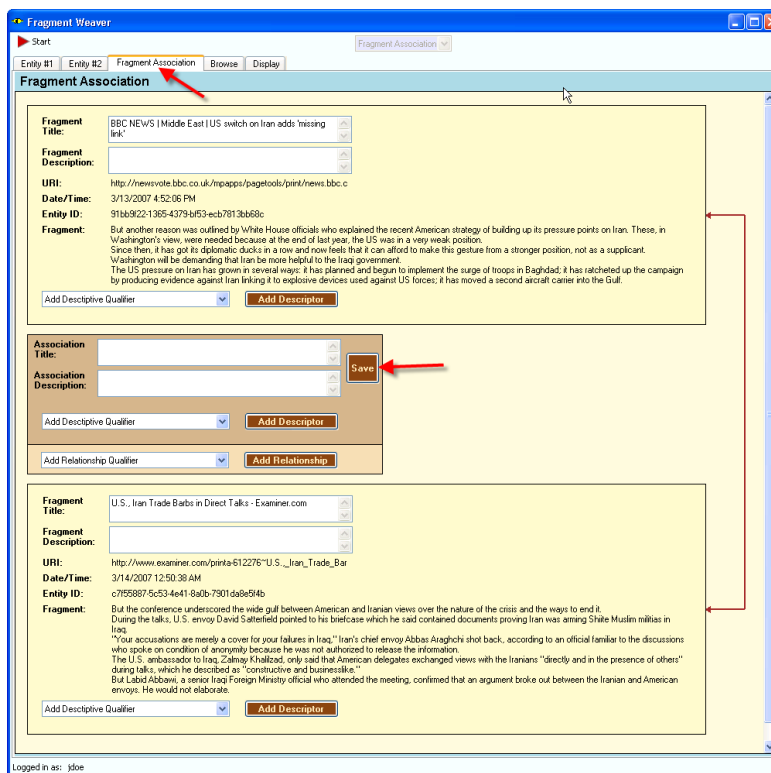 Fragment Weaver
Start
Fragment Association
Entity #1 Entity #2 Fragment Association Browse Display
Fragment Association
Fragment Title:
BBC NEWS | Middle East | US switch on Iran adds 'missing
link'
Fragment Description:
URI: http://newsvote.bbc.co.uk/mpapps/pagetools/print/news.bbc.c
Date/Time: 3/13/2007 4:52:06 PM
Entity ID: 91bb9f22-1365-4379-bf53-ecb7813bb68c
Fragment: But another reason was outlined by White House officials who explained the recent American strategy of building up its pressure points on Iran. These, in
Washington's view, were needed because at the end of last year, the US was in a very weak position.
Since then, it has got its diplomatic ducks in a row and now feels that it can afford to make this gesture from a stronger position, not as a supplicant.
Washington will be demanding that Iran be more helpful to the Iraqi government.
The US pressure on Iran has grown in several ways: it has planned and begun to implement the surge of troops in Baghdad; it has ratcheted up the campaign
by producing evidence against Iran linking it to explosive devices used against US forces; it has moved a second aircraft carrier into the Gulf.
Add Desctiptive Qualifier Add Descriptor
Association
Title:
Save
Association
Description:
Add Desctiptive Qualifier Add Descriptor
Add Relationship Qualifier Add Relationship
Fragment Title:
U.S., Iran Trade Barbs in Direct Talks - Examiner.com
Fragment Description:
URI: http://www.examiner.com/printa-612276~U.S.,_Iran_Trade_Bar
Date/Time: 3/14/2007 12:50:38 AM
Entity ID: c7f55887-5c53-4e41-8a0b-7901da8e5f4b
Fragment: But the conference underscored the wide gulf between American and Iranian views over the nature of the crisis and the ways to end it.
During the talks, U.S. envoy David Satterfield pointed to his briefcase which he said contained documents proving Iran was arming Shiite Muslim militias in
Iraq.
"Your accusations are merely a cover for your failures in Iraq," Iran's chief envoy Abbas Araghchi shot back, according to an official familiar to the discussions
who spoke on condition of anonymity because he was not authorized to release the information.
The U.S. ambassador to Iraq, Zalmay Khalilzad, only said that American delegates exchanged views with the Iranians "directly and in the presence of others"
during talks, which he described as "constructive and businesslike."
But Labid Abbawi, a senior Iraqi Foreign Ministry official who attended the meeting, confirmed that an argument broke out between the Iranian and American
envoys. He would not elaborate.
Add Desctiptive Qualifier Add Descriptor
Logged in as: jdoe